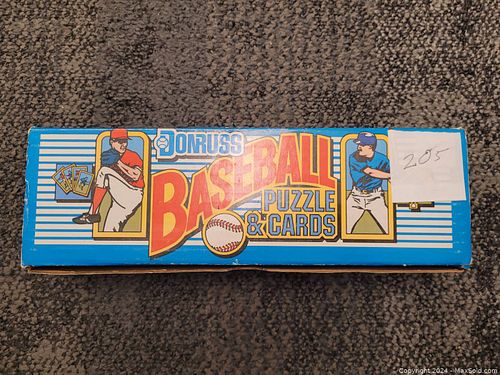 DONRUSS
BASEBALL
PUZZLE
& CARDS
205
Copyright 2024 - MaxSold.com